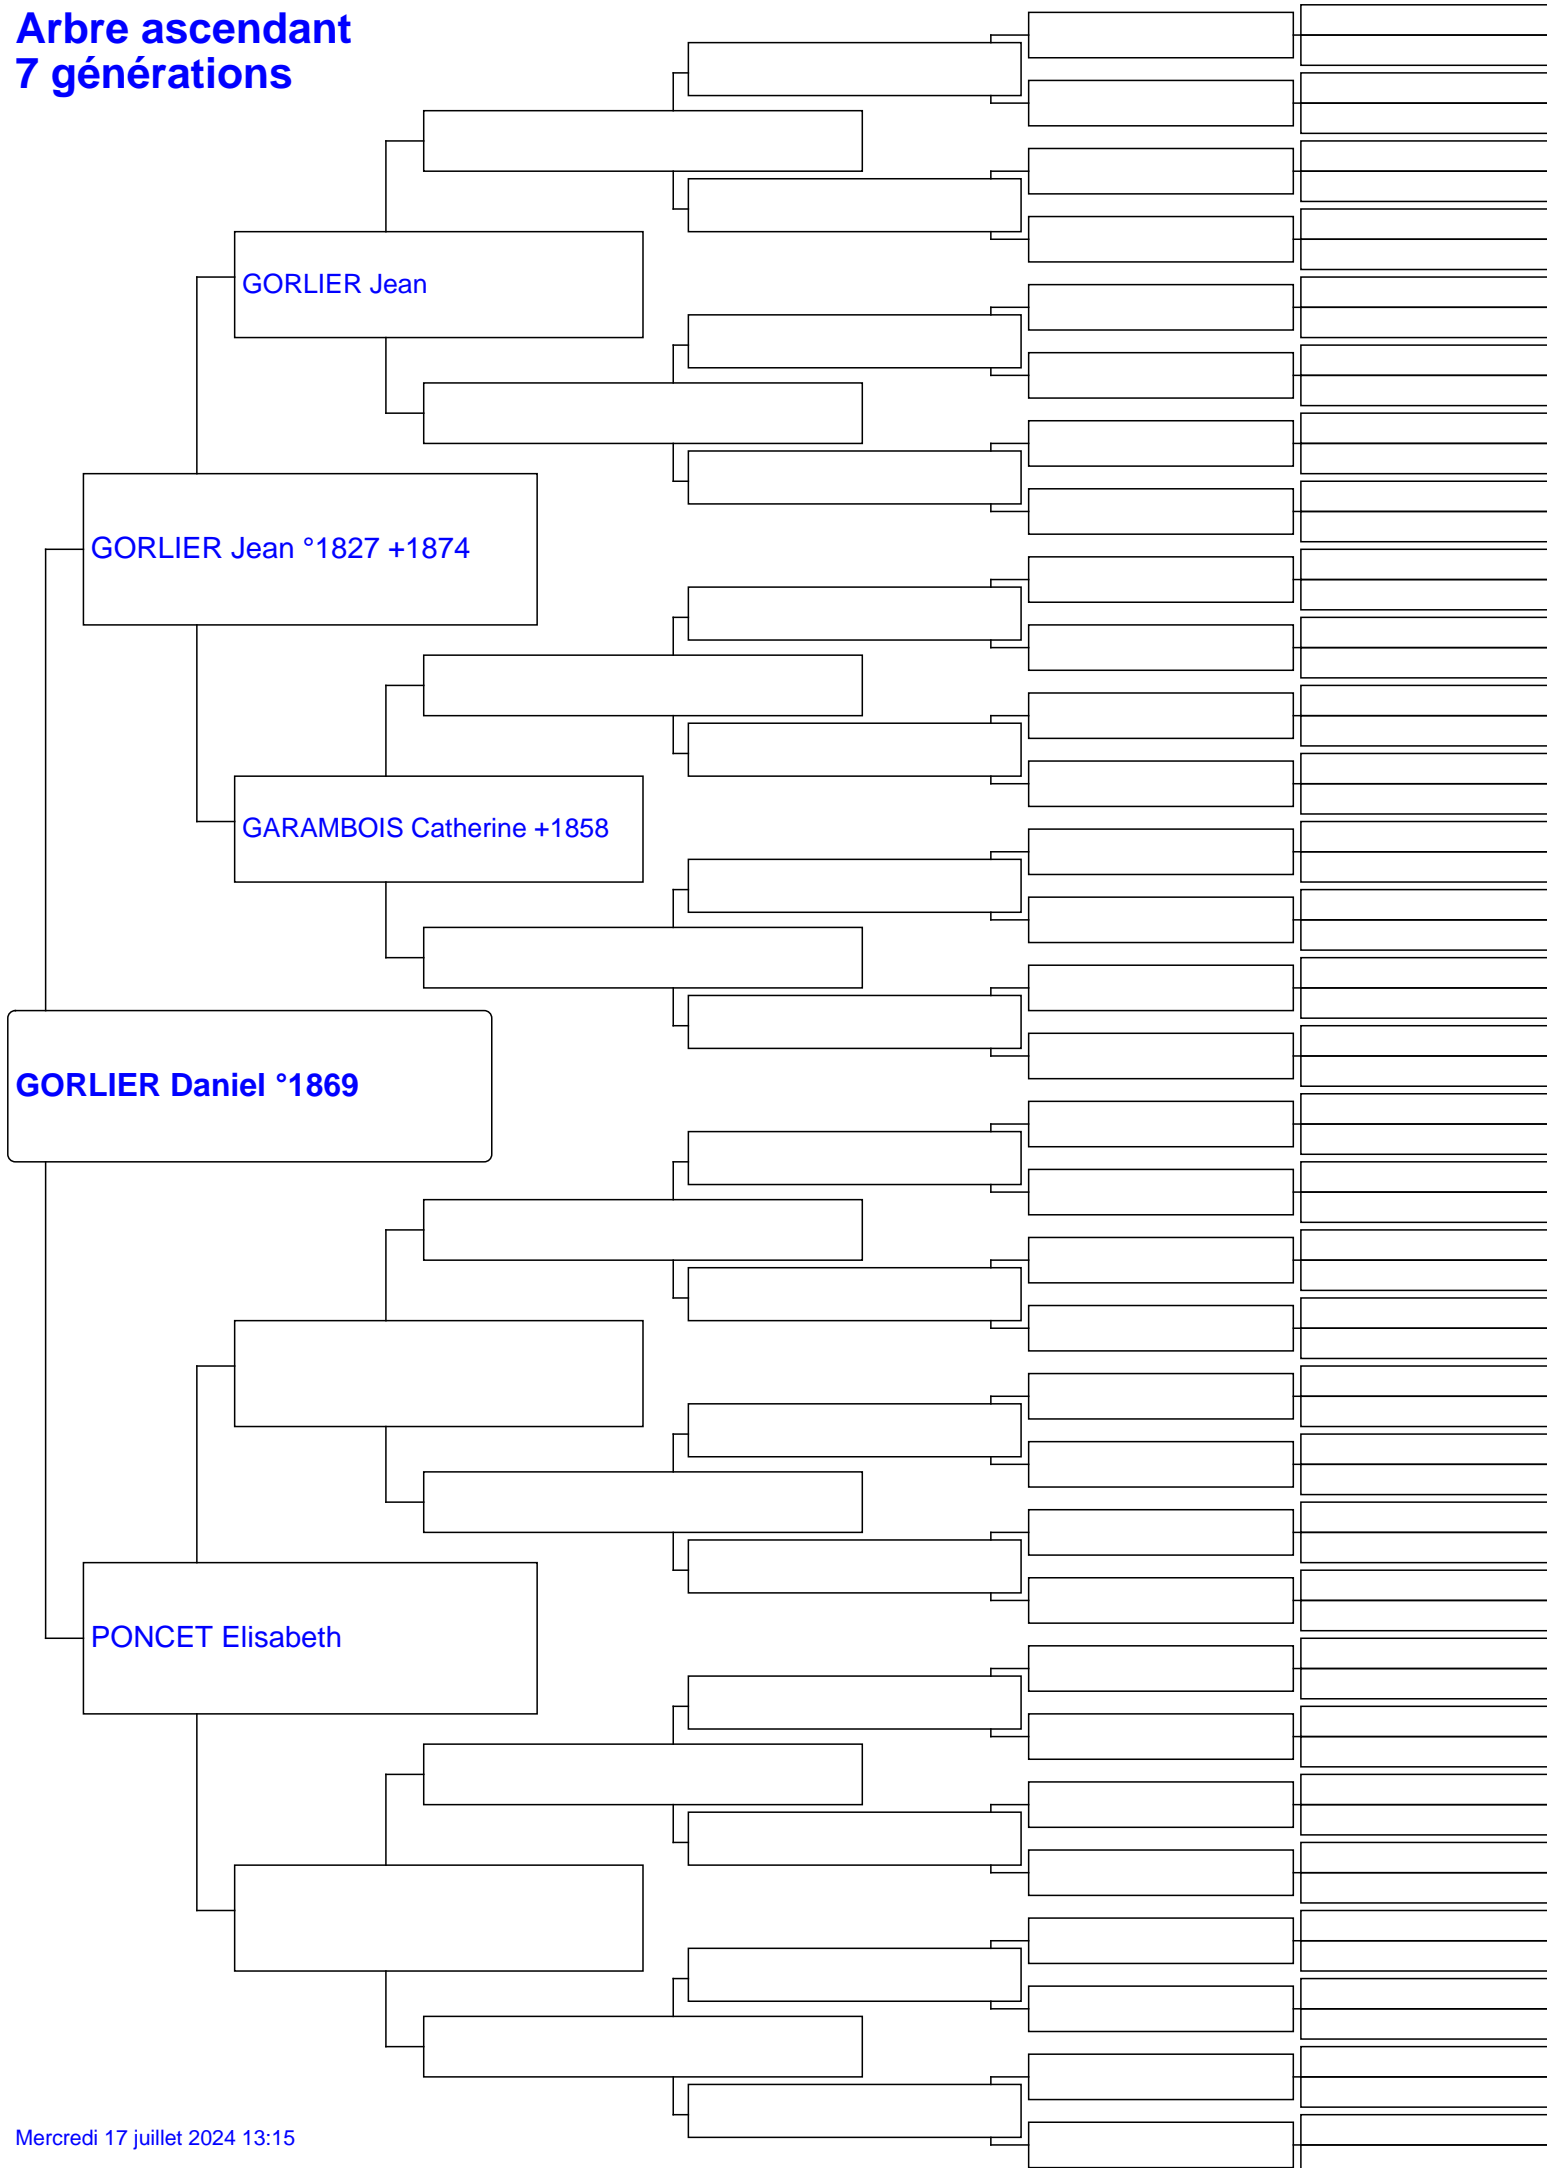 Arbre ascendant
7 générations
GORLIER Jean
GORLIER Jean °1827 +1874
GARAMBOIS Catherine +1858
GORLIER Daniel °1869
PONCET Elisabeth
Mercredi 17 juillet 2024 13:15